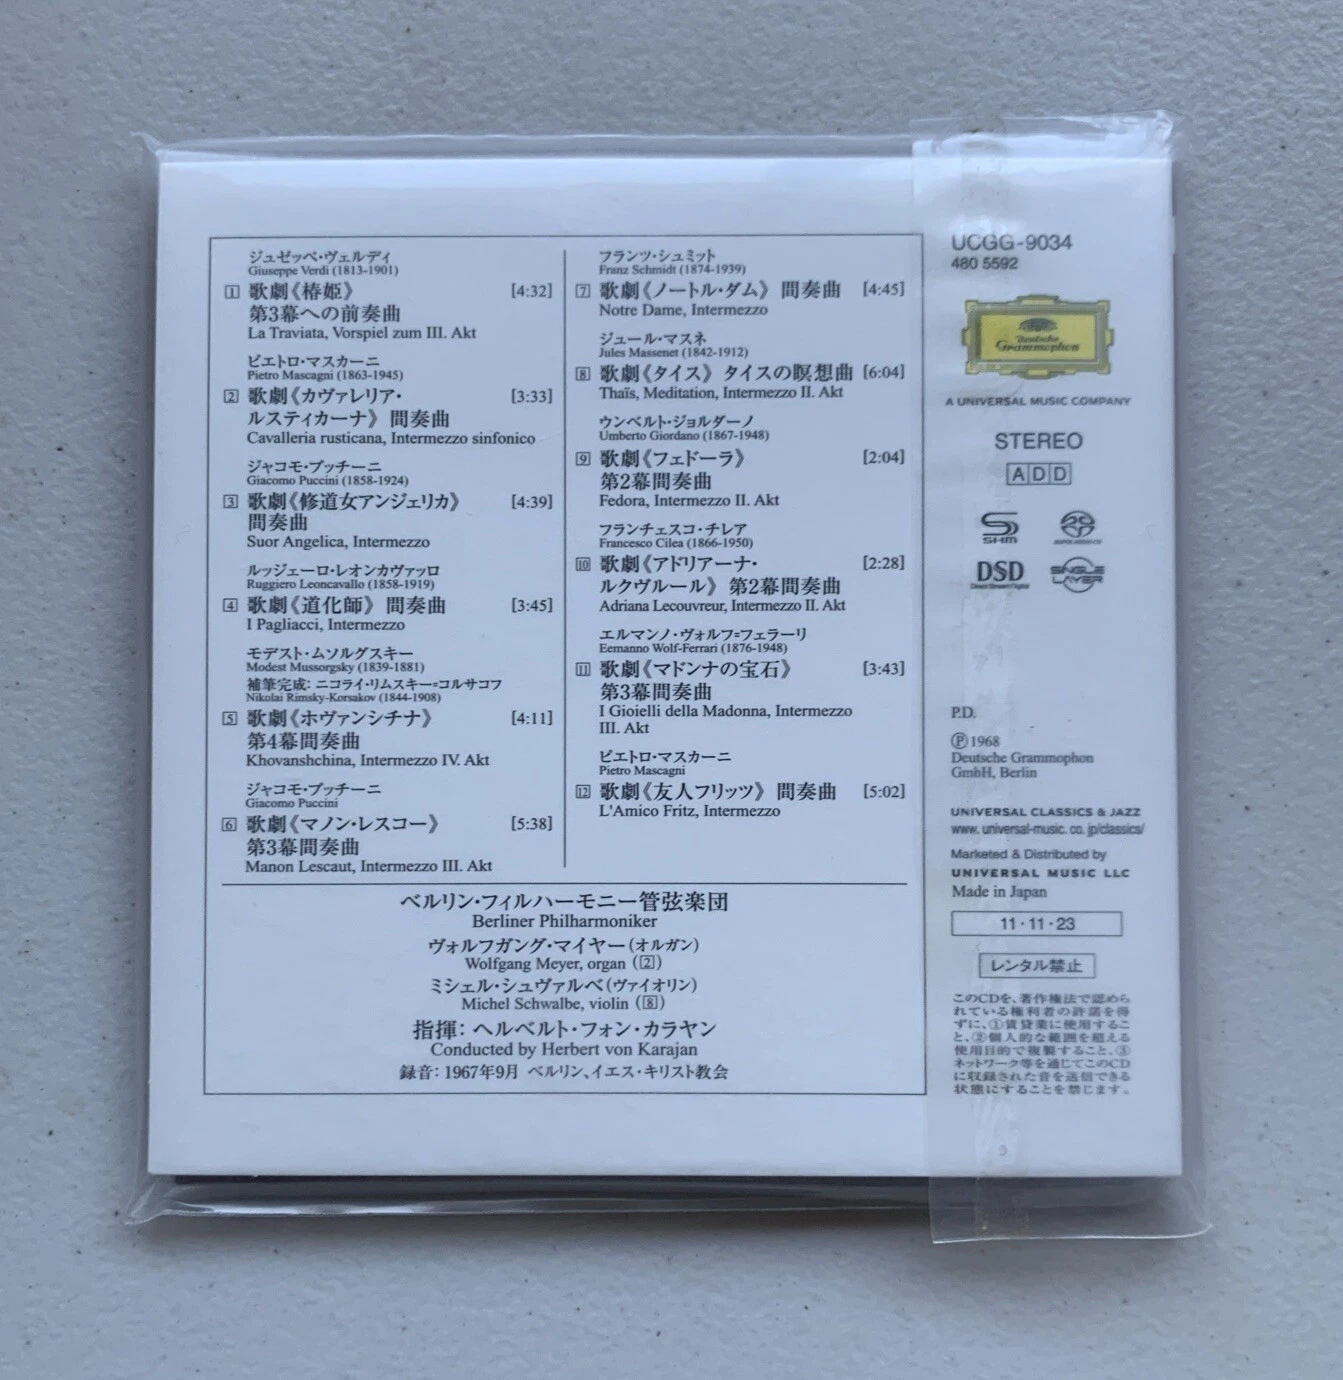 ジュゼッペ・ヴェルディ
Giuseppe Verdi (1813-1901)
1 歌劇《椿姫》 [4:32]
第3幕への前奏曲
La Traviata, Vorspiel zum III. Akt
ピエトロ・マスカーニ
Pietro Mascagni (1863-1945)
2 歌劇《カヴァレリア・ [3:33]
ルスティカーナ》 間奏曲
Cavalleria rusticana, Intermezzo sinfonico
ジャコモ・プッチーニ
Giacomo Puccini (1858-1924)
3 歌劇《修道女アンジェリカ》 [4:39]
間奏曲
Suor Angelica, Intermezzo
ルッジェーロ・レオンカヴァッロ
Ruggiero Leoncavallo (1858-1919)
4 歌劇《道化師》 間奏曲 [3:45]
I Pagliacci, Intermezzo
モデスト・ムソルグスキー
Modest Mussorgsky (1839-1881)
補筆完成: ニコライ・リムスキー=コルサコフ
Nikolai Rimsky-Korsakov (1844-1908)
5 歌劇《ホヴァンシチナ》 [4:11]
第4幕間奏曲
Khovanshchina, Intermezzo IV. Akt
ジャコモ・プッチーニ
Giacomo Puccini
6 歌劇《マノン・レスコー》 [5:38]
第3幕間奏曲
Manon Lescaut, Intermezzo III. Akt
フランツ・シュミット
Franz Schmidt (1874-1939)
7 歌劇《ノートル・ダム》 間奏曲 [4:45]
Notre Dame, Intermezzo
ジュール・マスネ
Jules Massenet (1842-1912)
8 歌劇《タイス》 タイスの瞑想曲 [6:04]
Thaïs, Meditation, Intermezzo II. Akt
ウンベルト・ジョルダーノ
Umberto Giordano (1867-1948)
9 歌劇《フェドーラ》 [2:04]
第2幕間奏曲
Fedora, Intermezzo II. Akt
フランチェスコ・チレア
Francesco Cilea (1866-1950)
10 歌劇《アドリアーナ・ [2:28]
ルクヴルール》 第2幕間奏曲
Adriana Lecouvreur, Intermezzo II. Akt
エルマンノ・ヴォルフ=フェラーリ
Eemanno Wolf-Ferrari (1876-1948)
11 歌劇《マドンナの宝石》 [3:43]
第3幕間奏曲
I Gioielli della Madonna, Intermezzo
III. Akt
ピエトロ・マスカーニ
Pietro Mascagni
12 歌劇《友人フリッツ》 間奏曲 [5:02]
L'Amico Fritz, Intermezzo
ベルリン・フィルハーモニー管弦楽団
Berliner Philharmoniker
ヴォルフガング・マイヤー(オルガン)
Wolfgang Meyer, organ (2)
ミシェル・シュヴァルベ(ヴァイオリン)
Michel Schwalbe, violin (8)
指揮: ヘルベルト・フォン・カラヤン
Conducted by Herbert von Karajan
録音: 1967年9月 ベルリン、イエス・キリスト教会
UCGG-9034
480 5592
Deutsche
Grammophon
A UNIVERSAL MUSIC COMPANY
STEREO
ADD
SHM
SUPER AUDIO CD
DSD
Direct Stream Digital
SINGLE
LAYER
P.D.
Ⓟ 1968
Deutsche Grammophon
GmbH, Berlin
UNIVERSAL CLASSICS & JAZZ
www. universal-music. co. jp/classics/
Marketed & Distributed by
UNIVERSAL MUSIC LLC
Made in Japan
11・11・23
レンタル禁止
このCDを、著作権法で認めら
れている権利者の許諾を得
ずに、①賃貸業に使用するこ
と、②個人的な範囲を超える
使用目的で複製すること、③
ネットワーク等を通じてこのCD
に収録された音を送信できる
状態にすることを禁じます。
9